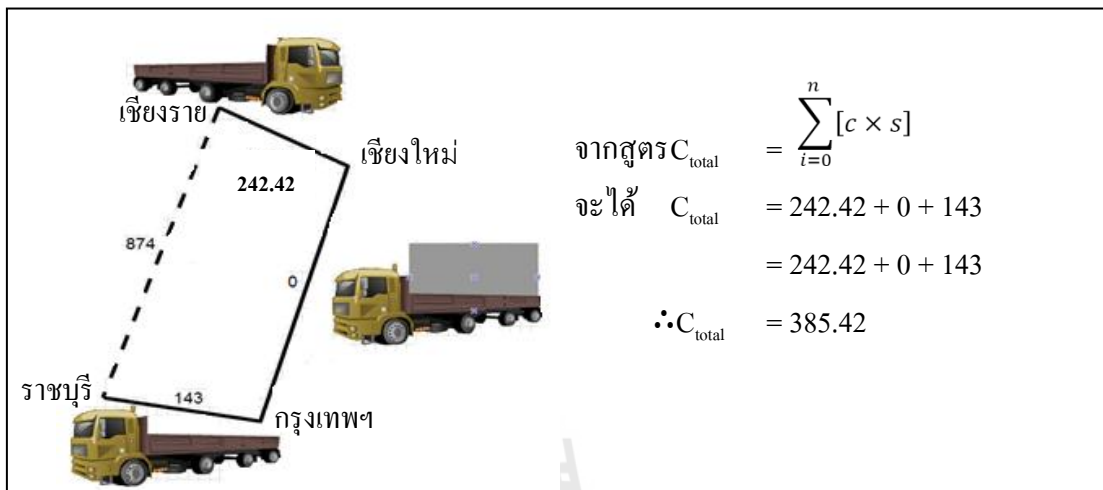 เชียงราย
เชียงใหม่
242.42
874
0
ราชบุรี
143
กรุงเทพฯ
จากสูตร C_total = \sum_{i=0}^{n} [c × s]
จะได้ C_total = 242.42 + 0 + 143
= 242.42 + 0 + 143
∴C_total = 385.42